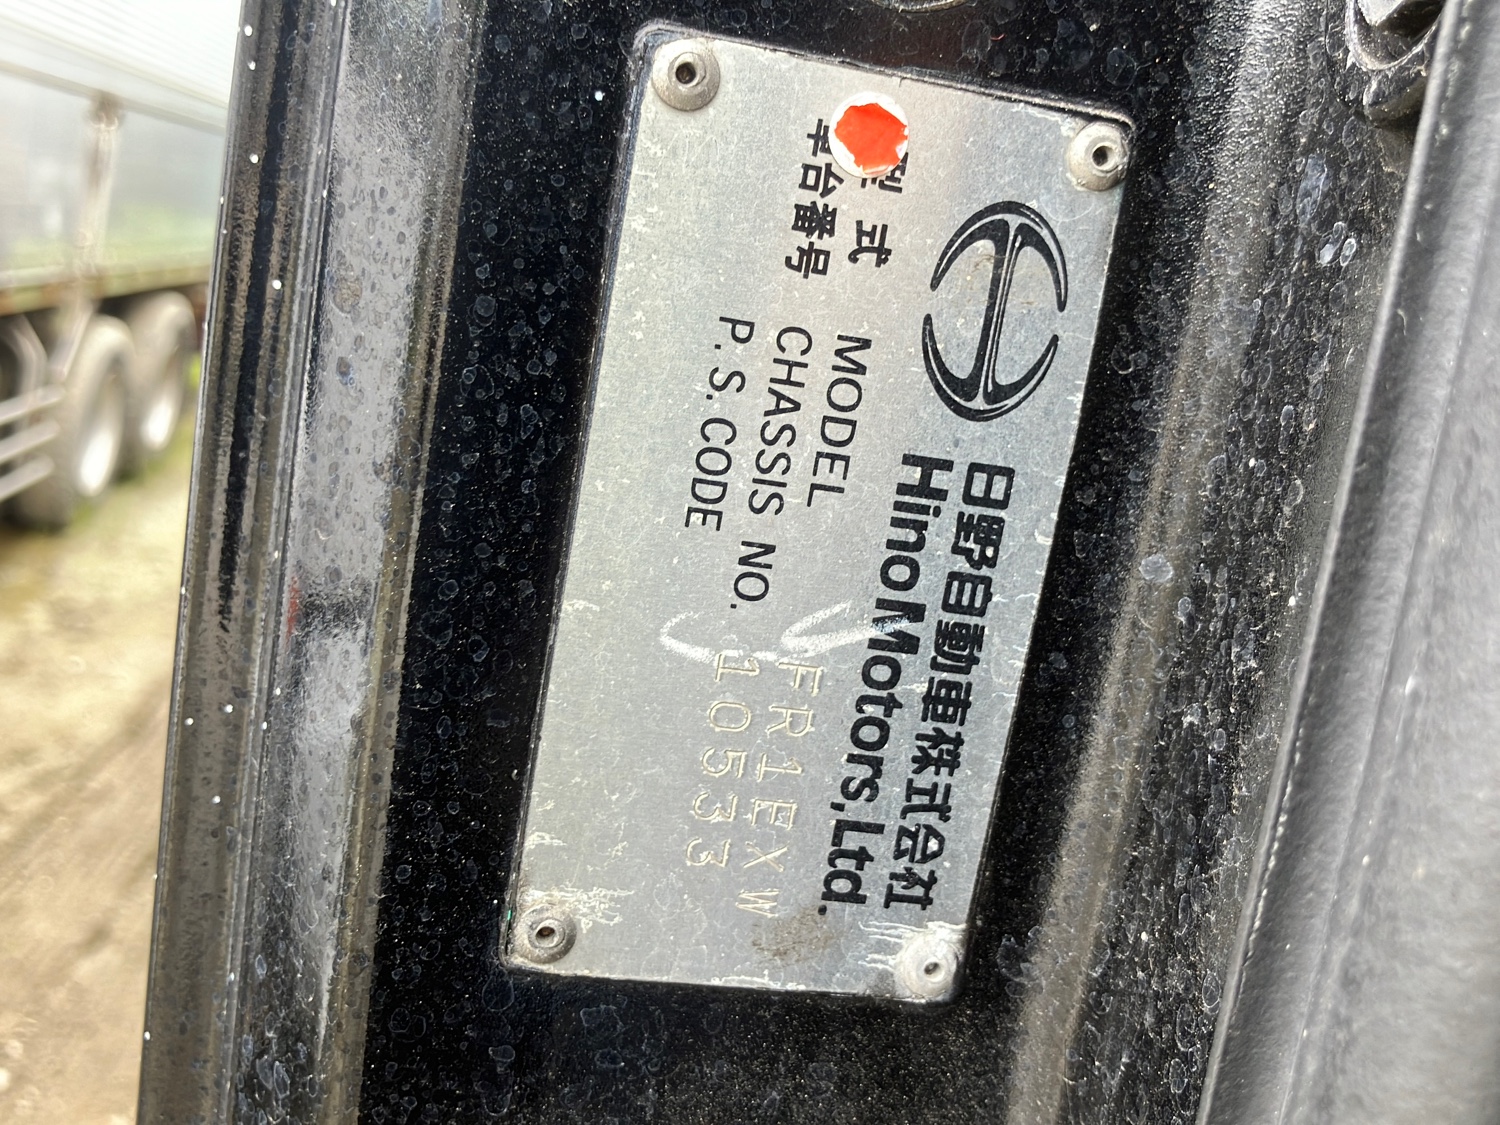 日野自動車株式会社
Hino Motors, Ltd.
型式 MODEL FR1EXW
車台番号 CHASSIS NO. 10533
P. S. CODE